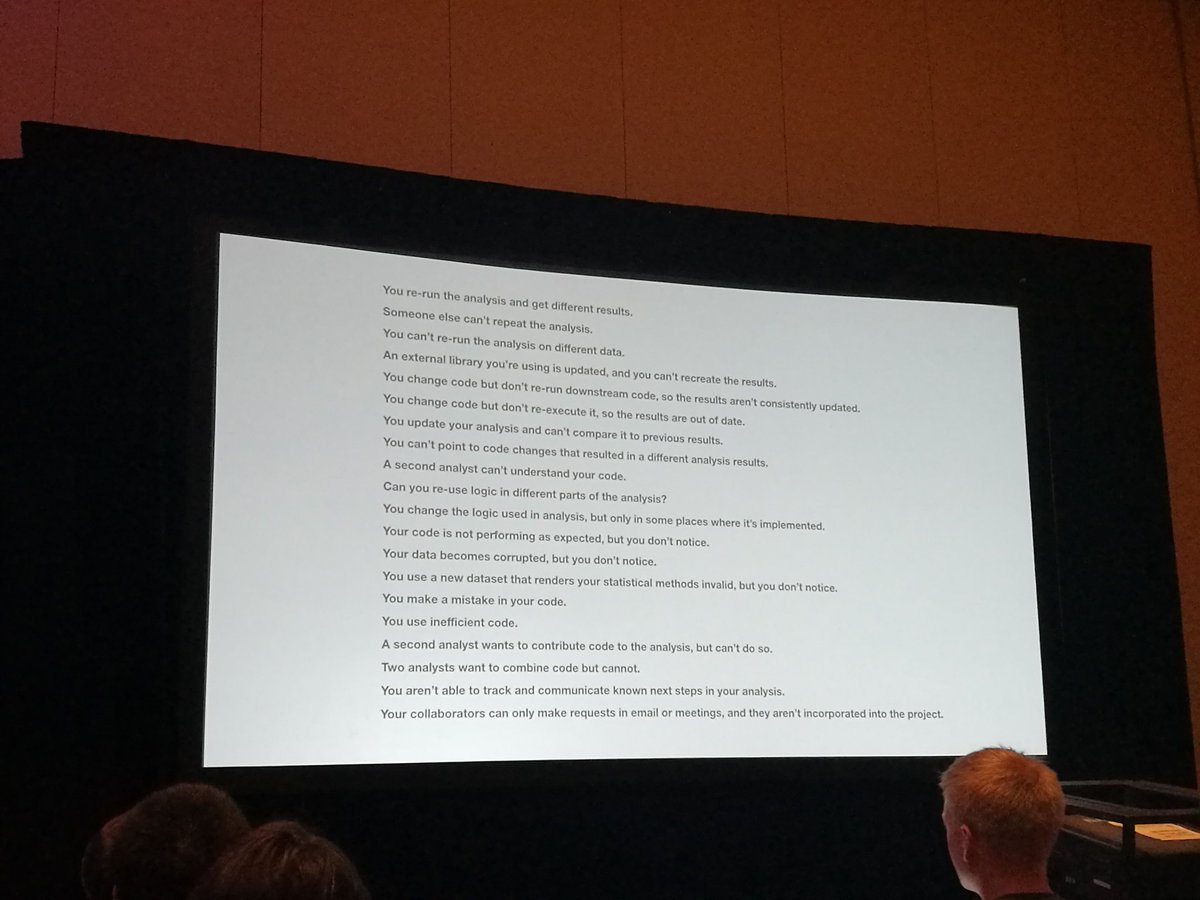 You re-run the analysis and get different results.
Someone else can't repeat the analysis.
You can't re-run the analysis on different data.
An external library you're using is updated, and you can't recreate the results.
You change code but don't re-run downstream code, so the results aren't consistently updated.
You change code but don't re-execute it, so the results are out of date.
You update your analysis and can't compare it to previous results.
You can't point to code changes that resulted in a different analysis results.
A second analyst can't understand your code.
Can you re-use logic in different parts of the analysis?
You change the logic used in analysis, but only in some places where it's implemented.
Your code is not performing as expected, but you don't notice.
Your data becomes corrupted, but you don't notice.
You use a new dataset that renders your statistical methods invalid, but you don't notice.
You make a mistake in your code.
You use inefficient code.
A second analyst wants to contribute code to the analysis, but can't do so.
Two analysts want to combine code but cannot.
You aren't able to track and communicate known next steps in your analysis.
Your collaborators can only make requests in email or meetings, and they aren't incorporated into the project.